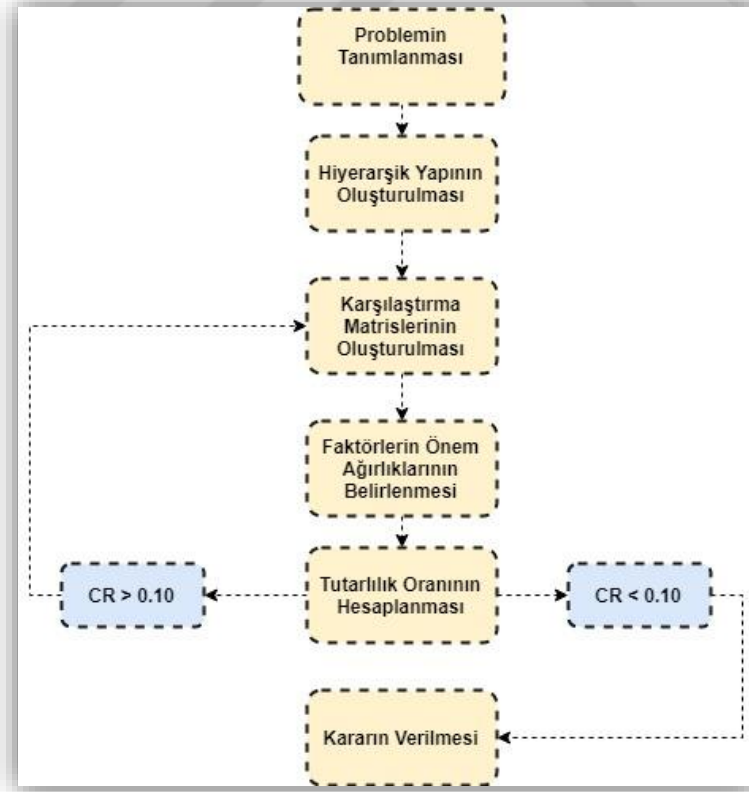 Problemin
Tanımlanması
Hiyerarşik Yapının
Oluşturulması
Karşılaştırma
Matrislerinin
Oluşturulması
Faktörlerin Önem
Ağırlıklarının
Belirlenmesi
Tutarlılık Oranının
Hesaplanması
CR > 0.10
CR < 0.10
Kararın Verilmesi